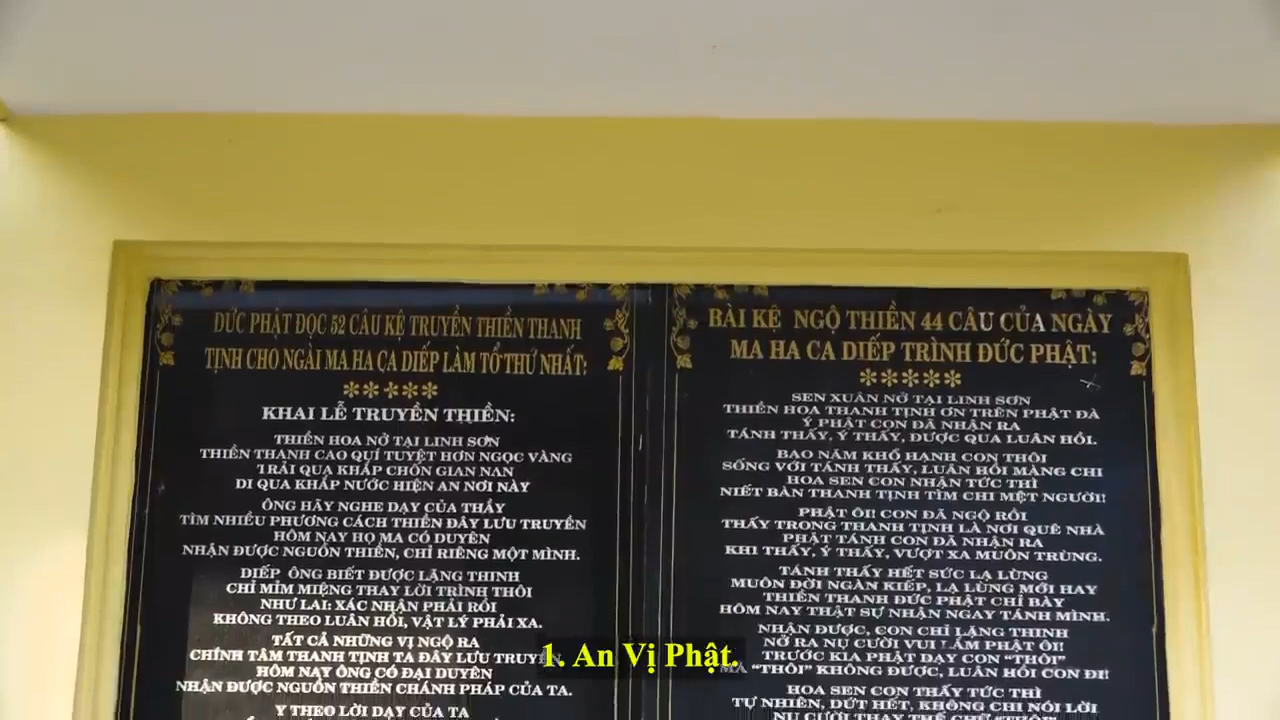 ĐỨC PHẬT ĐỌC 52 CÂU KỆ TRUYỀN THIỀN THANH
TỊNH CHO NGÀI MA HA CA DIẾP LÀM TỔ THỨ NHẤT:
*****
KHAI LỄ TRUYỀN THIỀN:
THIỀN HOA NỞ TẠI LINH SƠN
THIỀN THANH CAO QUÍ TUYỆT HƠN NGỌC VÀNG
TRẢI QUA KHẮP CHỐN GIAN NAN
DI QUA KHẮP NƯỚC HIỆN AN NƠI NÀY
ÔNG HÃY NGHE DẠY CỦA THẦY
TÌM NHIỀU PHƯƠNG CÁCH THIỀN ĐÂY LƯU TRUYỀN
HÔM NAY HỌ MA CÓ DUYÊN
NHẬN ĐƯỢC NGUỒN THIỀN, CHỈ RIÊNG MỘT MÌNH.
DIẾP ÔNG BIẾT ĐƯỢC LẶNG THINH
CHỈ MỈM MIỆNG THAY LỜI TRÌNH THÔI
NHƯ LAI: XÁC NHẬN PHẢI RỒI
KHÔNG THEO LUÂN HỒI, VẬT LÝ PHẢI XA.
TẤT CẢ NHỮNG VỊ NGỘ RA
CHÍNH TÂM THANH TỊNH TA ĐÂY LƯU TRUYỀN
HÔM NAY ÔNG CÓ ĐẠI DUYÊN
NHẬN ĐƯỢC NGUỒN THIỀN CHÁNH PHÁP CỦA TA.
Y THEO LỜI DẠY CỦA TA
BÀI KỆ NGỘ THIỀN 44 CÂU CỦA NGÀY
MA HA CA DIẾP TRÌNH ĐỨC PHẬT:
*****
SEN XUÂN NỞ TẠI LINH SƠN
THIỀN HOA THANH TỊNH ƠN TRÊN PHẬT ĐÀ
Ý PHẬT CON ĐÃ NHẬN RA
TÁNH THẤY, Ý THẤY, ĐƯỢC QUA LUÂN HỒI.
BAO NĂM KHỔ HẠNH CON THÔI
SỐNG VỚI TÁNH THẤY, LUÂN HỒI MÀNG CHI
HOA SEN CON NHẬN TỨC THÌ
NIẾT BÀN THANH TỊNH TÌM CHI MỆT NGƯỜI!
PHẬT ÔI! CON ĐÃ NGỘ RỒI
THẤY TRONG THANH TỊNH LÀ NƠI QUÊ NHÀ
PHẬT TÁNH CON ĐÃ NHẬN RA
KHI THẤY, Ý THẤY, VƯỢT XA MUÔN TRÙNG.
TÁNH THẤY HẾT SỨC LẠ LÙNG
MUÔN ĐỜI NGÀN KIẾP, LẠ LÙNG MỚI HAY
THIỀN THANH ĐỨC PHẬT CHỈ BÀY
HÔM NAY THẬT SỰ NHẬN NGAY TÁNH MÌNH.
NHẬN ĐƯỢC, CON CHỈ LẶNG THINH
NỞ RA NỤ CƯỜI VUI LẮM PHẬT ÔI!
TRƯỚC KIA PHẬT DẠY CON “THÔI”
MÀ “THÔI” KHÔNG ĐƯỢC, LUÂN HỒI CON ĐI!
HOA SEN CON THẤY TỨC THÌ
TỰ NHIÊN, DỨT HẾT, KHÔNG CHI NÓI LỜI
NỤ CƯỜI THAY THẾ CHỮ “THÔI”
1. An Vị Phật.